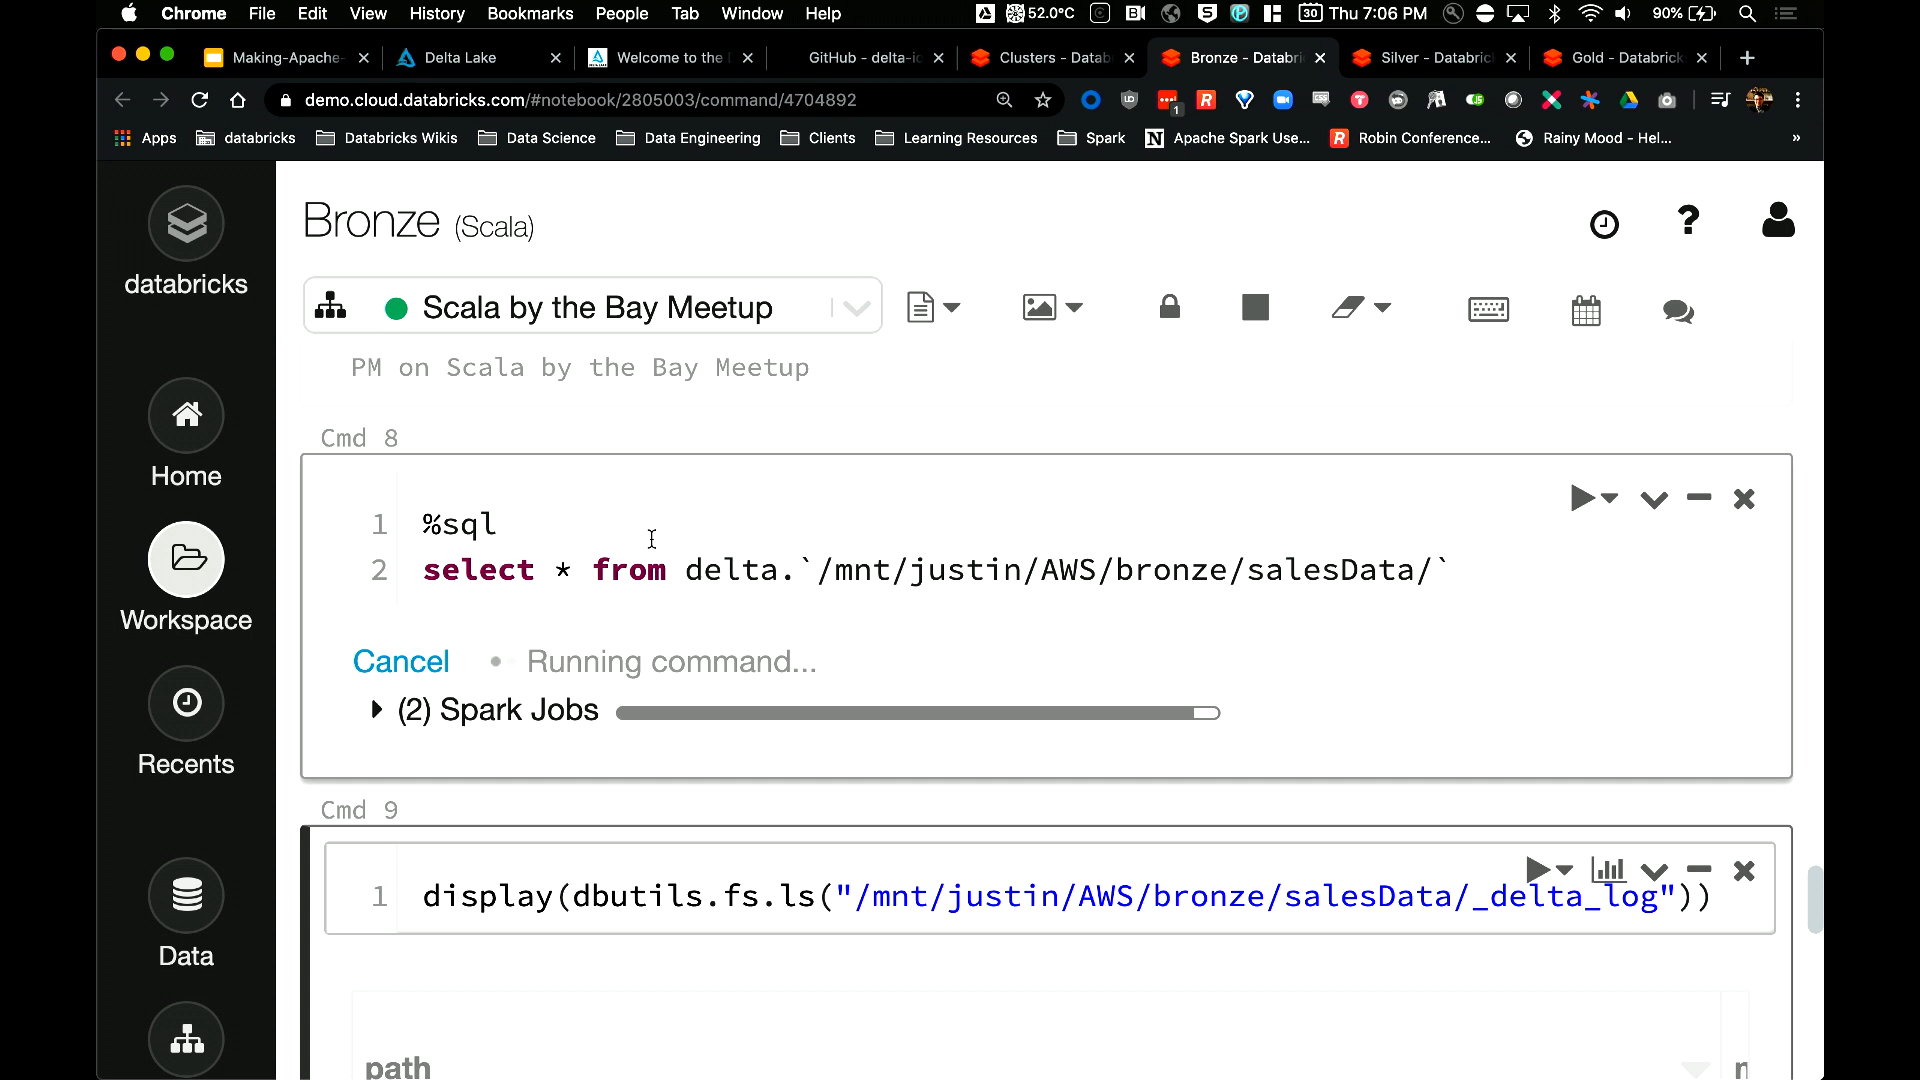 Chrome File Edit View History Bookmarks People Tab Window Help 52.0°C 30 Thu 7:06 PM 90%
Making-Apache- Delta Lake Welcome to the GitHub - delta-io Clusters - Datab Bronze - Databri Silver - Databric Gold - Databrick
demo.cloud.databricks.com/#notebook/2805003/command/4704892
Apps databricks Databricks Wikis Data Science Data Engineering Clients Learning Resources Spark Apache Spark Use... Robin Conference... Rainy Mood - Hel... »
Bronze (Scala)
databricks
Scala by the Bay Meetup
PM on Scala by the Bay Meetup
Home
Workspace
Recents
Data
Cmd 8
1 %sql
2 select * from delta.`/mnt/justin/AWS/bronze/salesData/`
Cancel • Running command...
(2) Spark Jobs
Cmd 9
1 display(dbutils.fs.ls("/mnt/justin/AWS/bronze/salesData/_delta_log"))
path